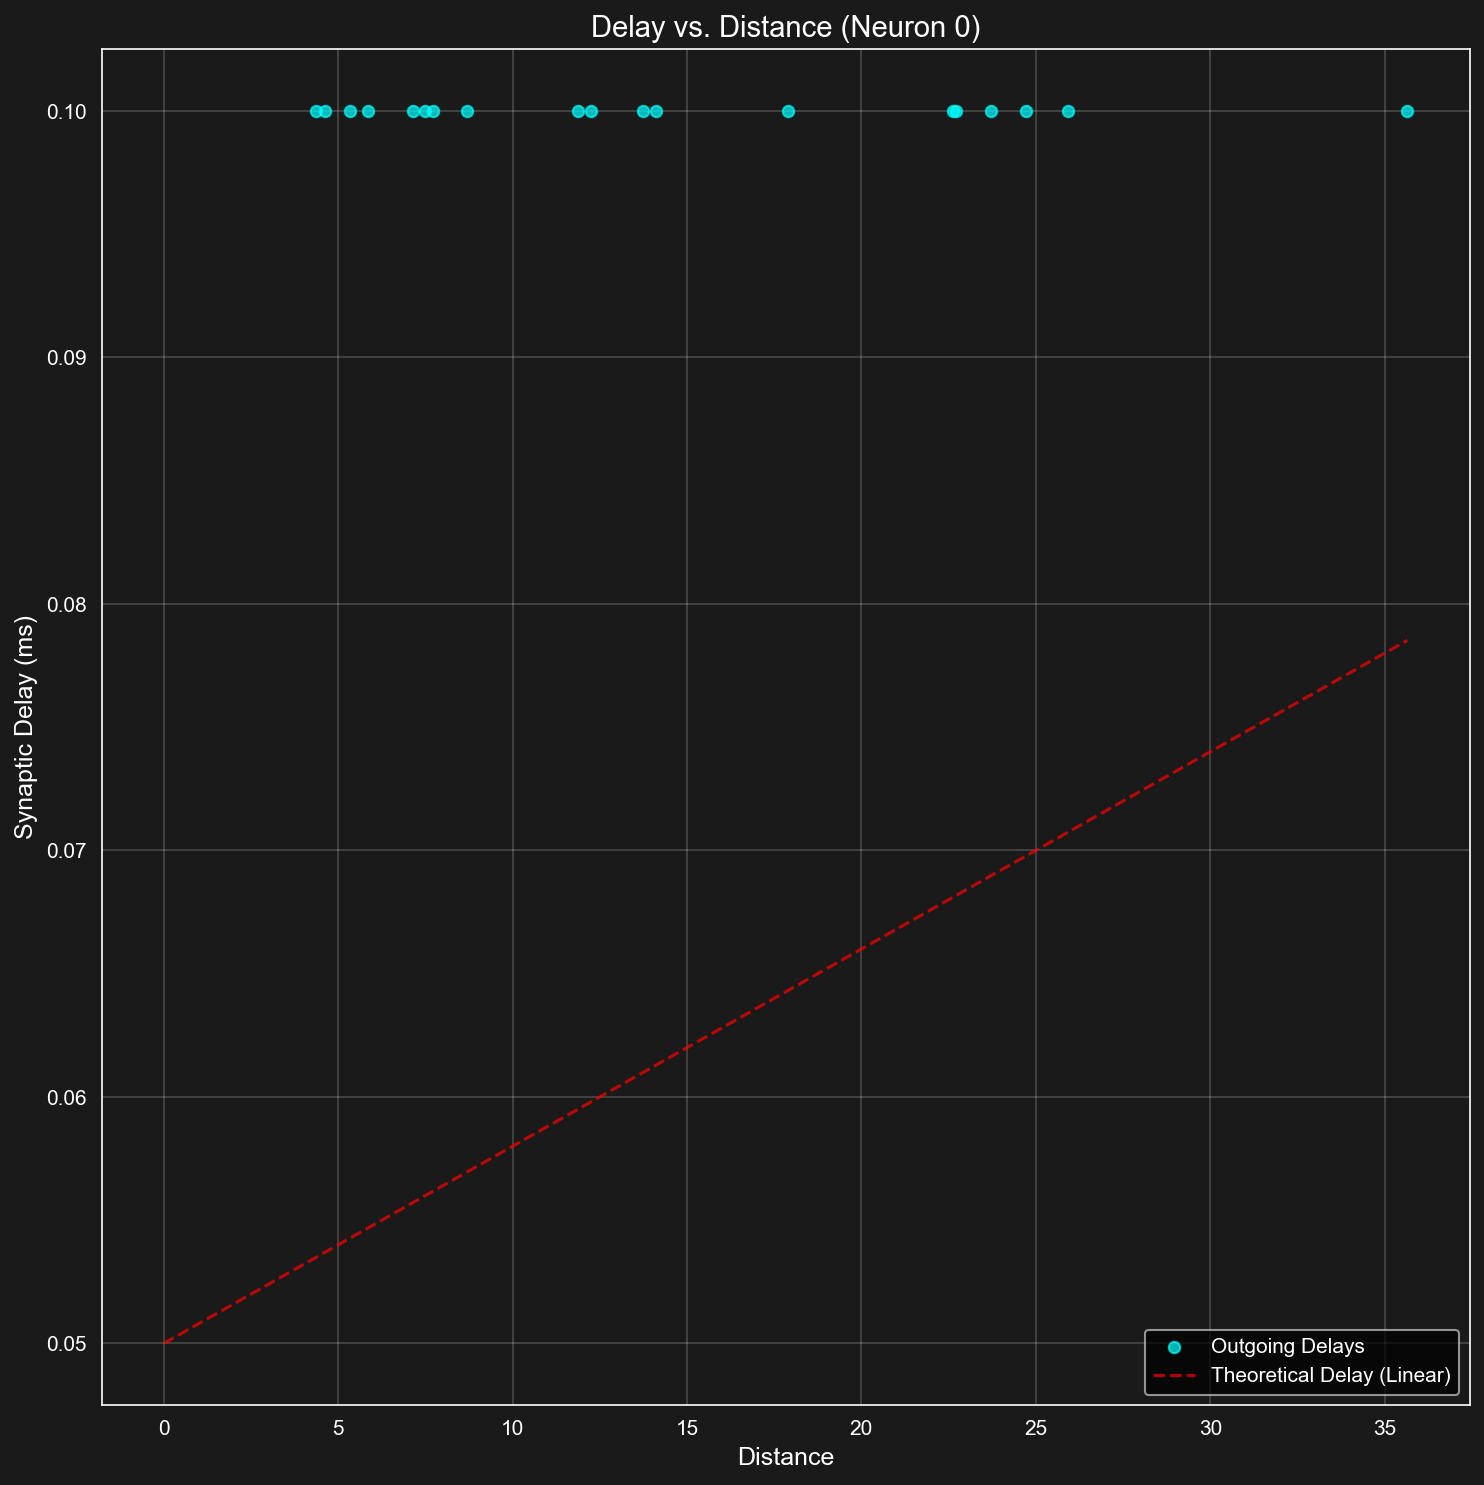 Delay vs. Distance (Neuron 0)
Synaptic Delay (ms)
0.10
0.09
0.08
0.07
0.06
0.05
0 5 10 15 20 25 30 35
Distance
Outgoing Delays
Theoretical Delay (Linear)